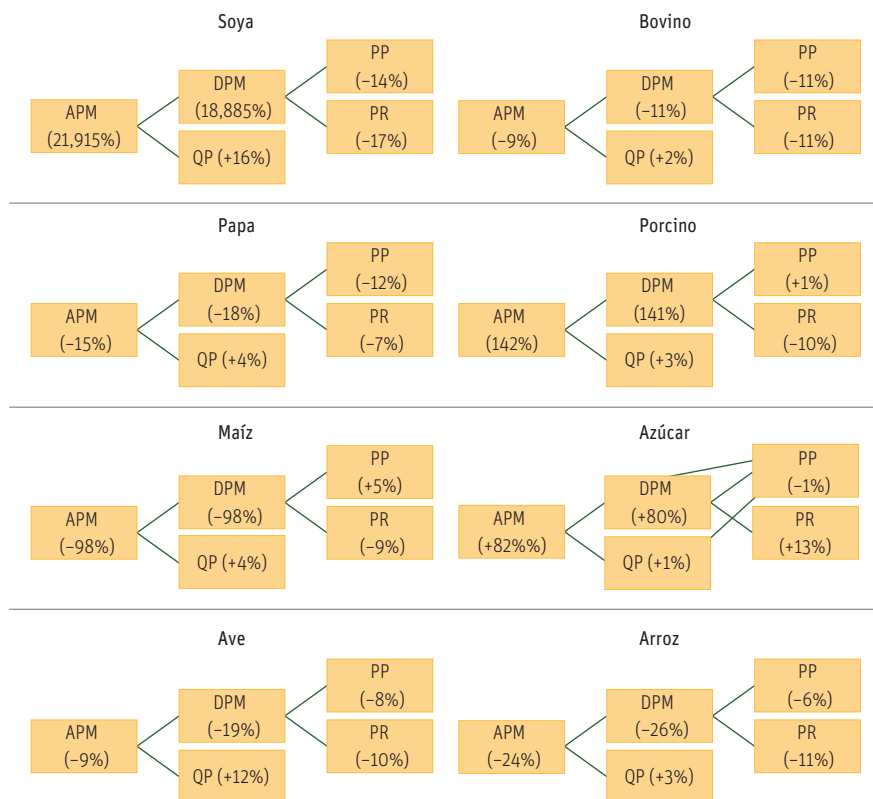 Soya
APM
(21,915%)
DPM
(18,885%)
QP (+16%)
PP
(−14%)
PR
(−17%)
Bovino
APM
(−9%)
DPM
(−11%)
QP (+2%)
PP
(−11%)
PR
(−11%)
Papa
APM
(−15%)
DPM
(−18%)
QP (+4%)
PP
(−12%)
PR
(−7%)
Porcino
APM
(142%)
DPM
(141%)
QP (+3%)
PP
(+1%)
PR
(−10%)
Maíz
APM
(−98%)
DPM
(−98%)
QP (+4%)
PP
(+5%)
PR
(−9%)
Azúcar
APM
(+82%%)
DPM
(+80%)
QP (+1%)
PP
(−1%)
PR
(+13%)
Ave
APM
(−9%)
DPM
(−19%)
QP (+12%)
PP
(−8%)
PR
(−10%)
Arroz
APM
(−24%)
DPM
(−26%)
QP (+3%)
PP
(−6%)
PR
(−11%)